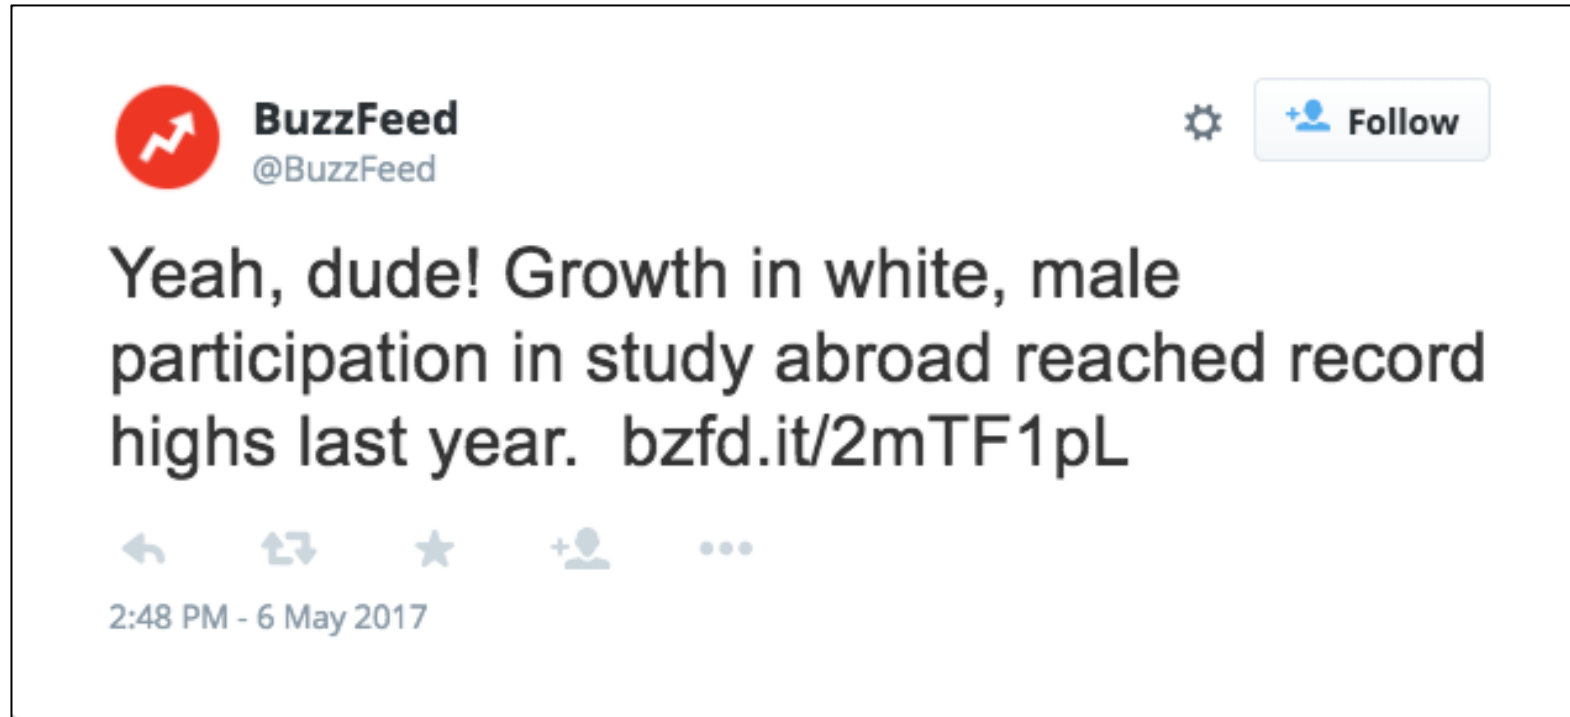 BuzzFeed
@BuzzFeed
Follow
Yeah, dude! Growth in white, male
participation in study abroad reached record
highs last year.  bzfd.it/2mTF1pL
2:48 PM - 6 May 2017